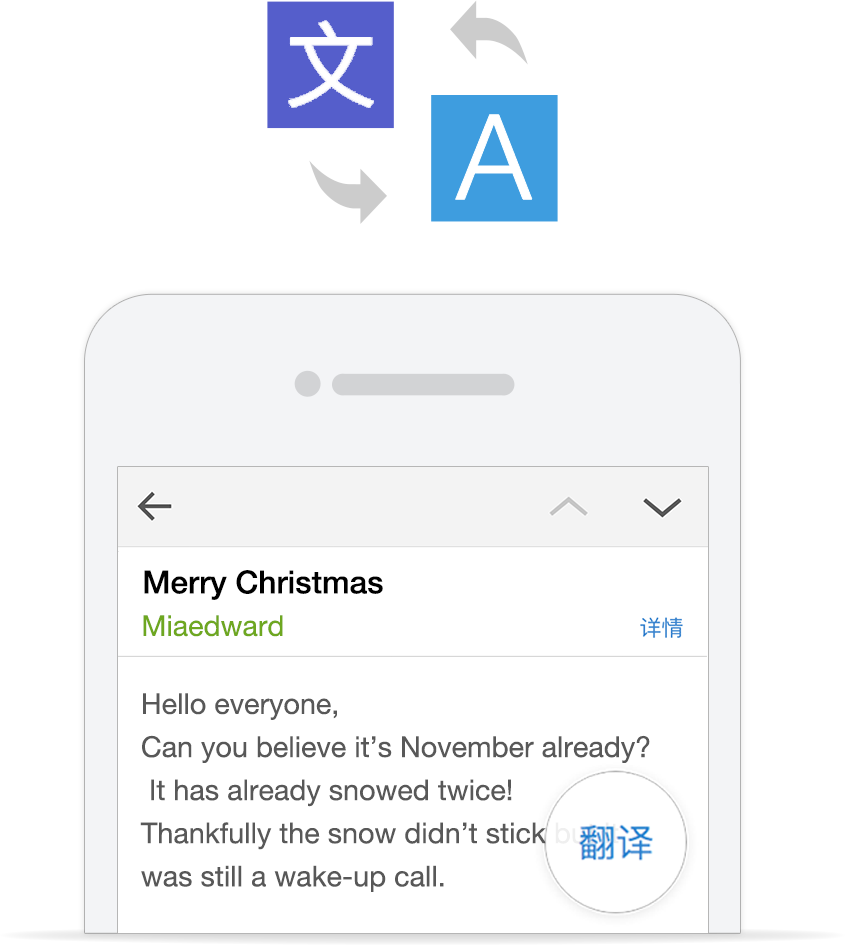 文
A
Merry Christmas
Miaedward
详情
Hello everyone,
Can you believe it’s November already?
It has already snowed twice!
Thankfully the snow didn’t stick
翻译
was still a wake-up call.